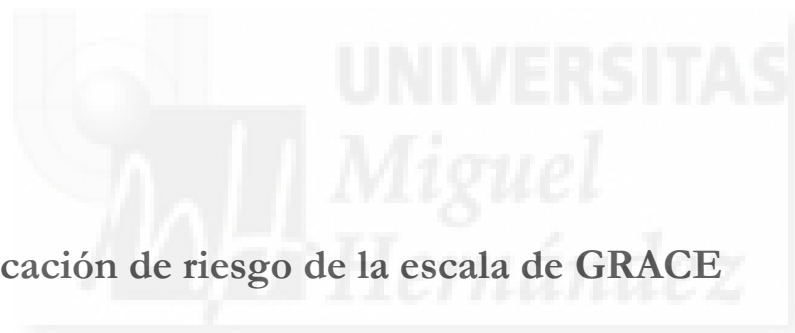 UNIVERSITAS
Miguel
Hernández
cación de riesgo de la escala de GRACE